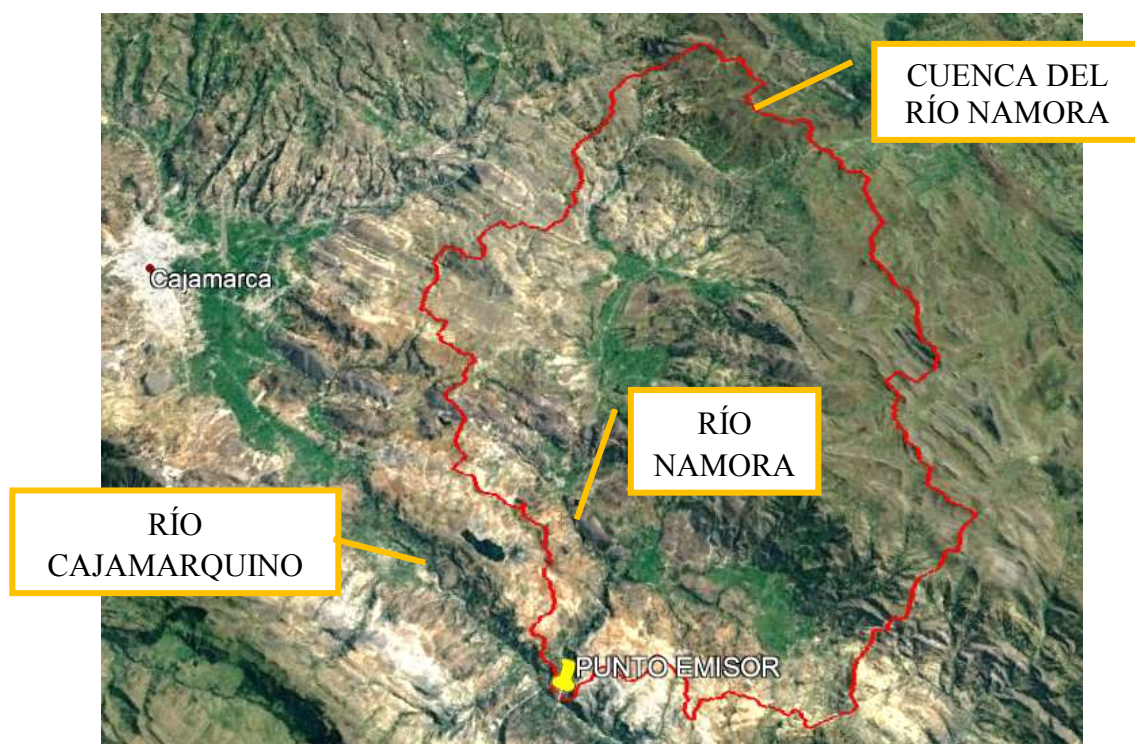 CUENCA DEL
RÍO NAMORA
Cajamarca
RÍO
NAMORA
RÍO
CAJAMARQUINO
PUNTO EMISOR